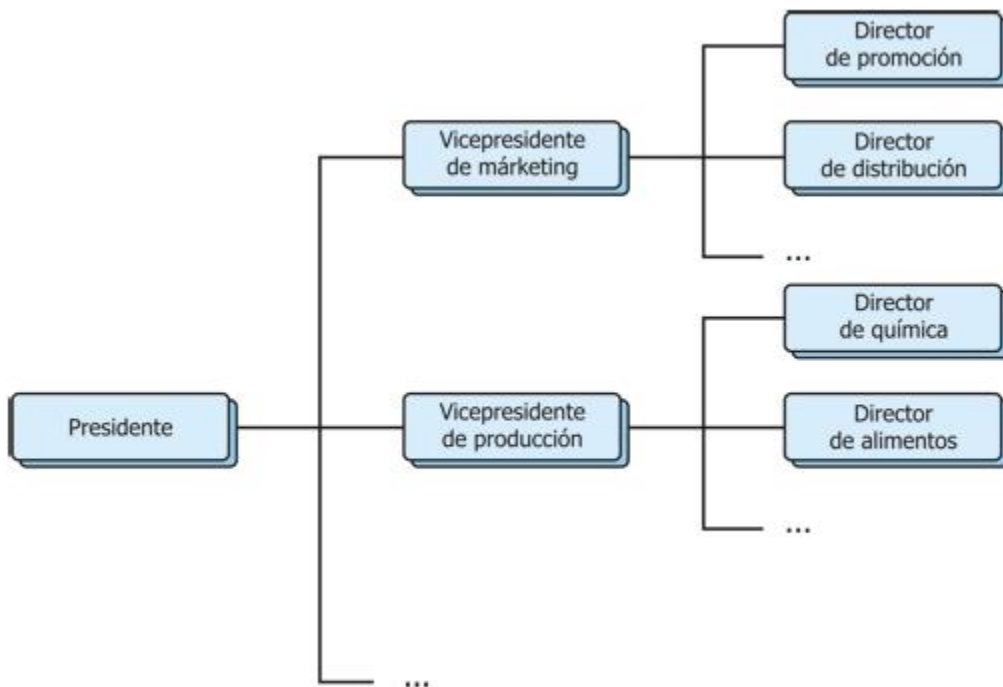 Director
de promoción
Vicepresidente
de márketing
Director
de distribución
...
Director
de química
Presidente
Vicepresidente
de producción
Director
de alimentos
...
...